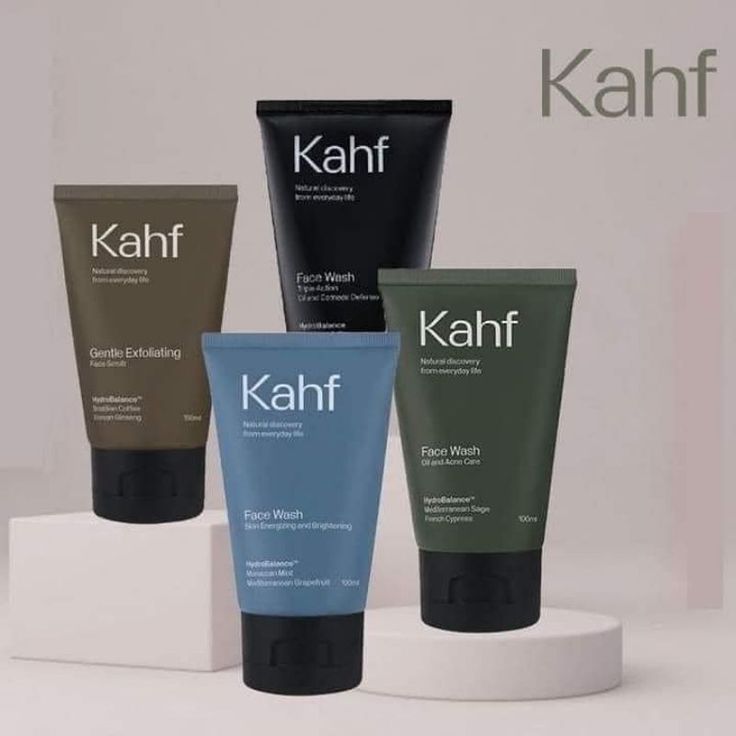 Kahf
Kahf
Natural discovery
from everyday life
Face Wash
Triple Action
Oil and Comedo Defense
HydroBalance
Kahf
Natural discovery
from everyday life
Gentle Exfoliating
Face Scrub
HydroBalance™
Brazilian Coffee
Korean Ginseng
100ml
Kahf
Natural discovery
from everyday life
Face Wash
Oil and Acne Care
HydroBalance™
Mediterranean Sage
French Cypress
100ml
Kahf
Natural discovery
from everyday life
Face Wash
Skin Energizing and Brightening
HydroBalance™
Moroccan Mint
Mediterranean Grapefruit
100ml